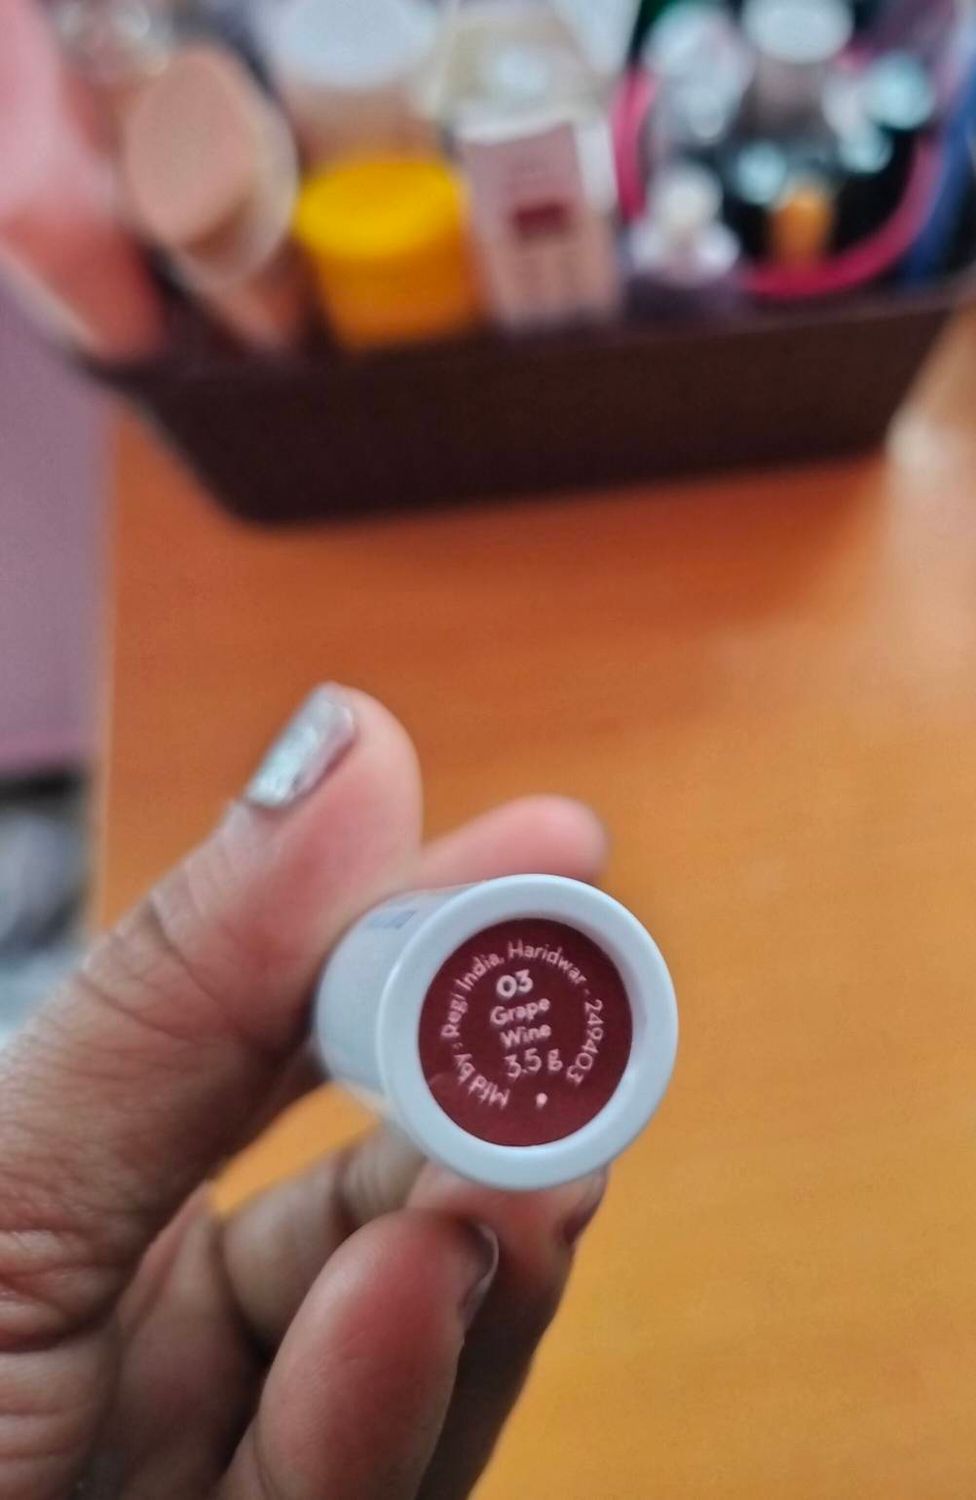 Mfd by: Regi India, Haridwar - 249403
03
Grape
Wine
3.5 g